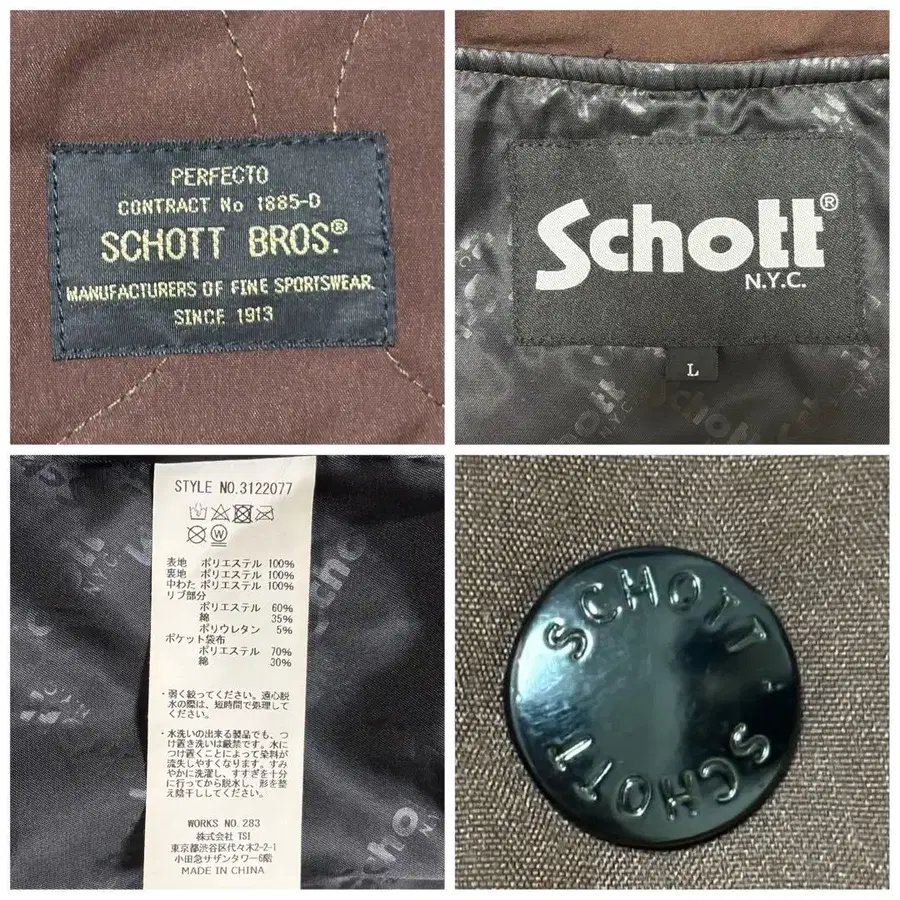 PERFECTO
CONTRACT No 1885-D
SCHOTT BROS.®
MANUFACTURERS OF FINE SPORTSWEAR.
SINCE 1913
Schott®
N.Y.C.
L
Schott
N.Y.C.
STYLE NO.3122077
W
表地 ポリエステル 100%
裏地 ポリエステル 100%
中わた ポリエステル 100%
リブ部分
ポリエステル 60%
綿 35%
ポリウレタン 5%
ポケット袋布
ポリエステル 70%
綿 30%
・弱く絞ってください。遠心脱
水の際は、短時間で処理して
ください。
・水洗いの出来る製品でも、つ
け置き洗いは厳禁です。水に
つけ置くことによって染料が
流失しやすくなります。すみ
やかに洗濯し、すすぎを十分
に行ってから脱水し、形を整
え陰干ししてください。
WORKS NO.283
株式会社 TSI
東京都渋谷区代々木2-2-1
小田急サザンタワー6階
MADE IN CHINA
SCHOTT
SCHOTT